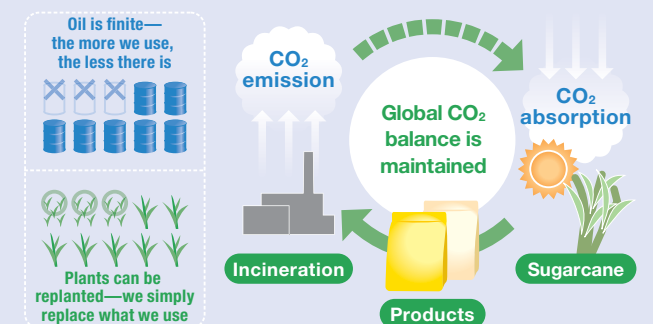 Oil is finite—
the more we use,
the less there is
Plants can be
replanted—we simply
replace what we use
CO₂
emission
Global CO₂
balance is
maintained
CO₂
absorption
Incineration
Products
Sugarcane